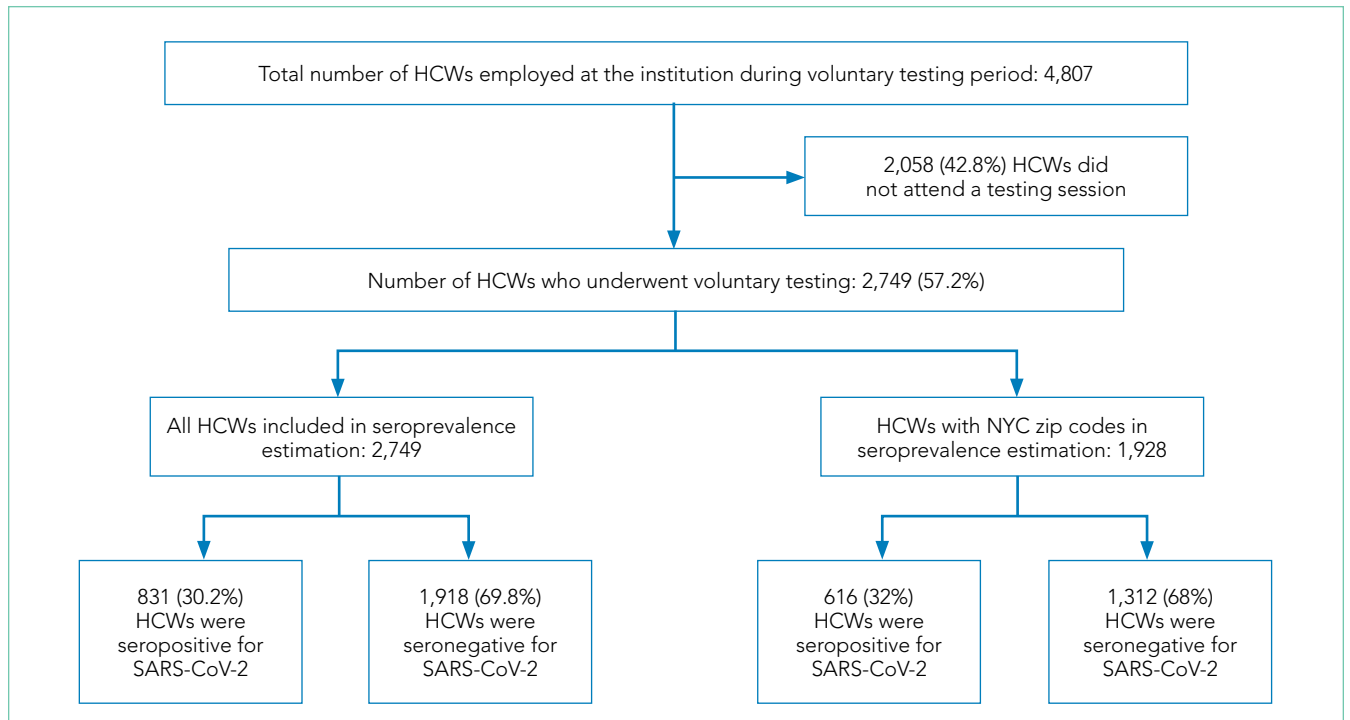 Total number of HCWs employed at the institution during voluntary testing period: 4,807
2,058 (42.8%) HCWs did
not attend a testing session
Number of HCWs who underwent voluntary testing: 2,749 (57.2%)
All HCWs included in seroprevalence
estimation: 2,749
HCWs with NYC zip codes in
seroprevalence estimation: 1,928
831 (30.2%)
HCWs were
seropositive for
SARS-CoV-2
1,918 (69.8%)
HCWs were
seronegative for
SARS-CoV-2
616 (32%)
HCWs were
seropositive for
SARS-CoV-2
1,312 (68%)
HCWs were
seronegative for
SARS-CoV-2